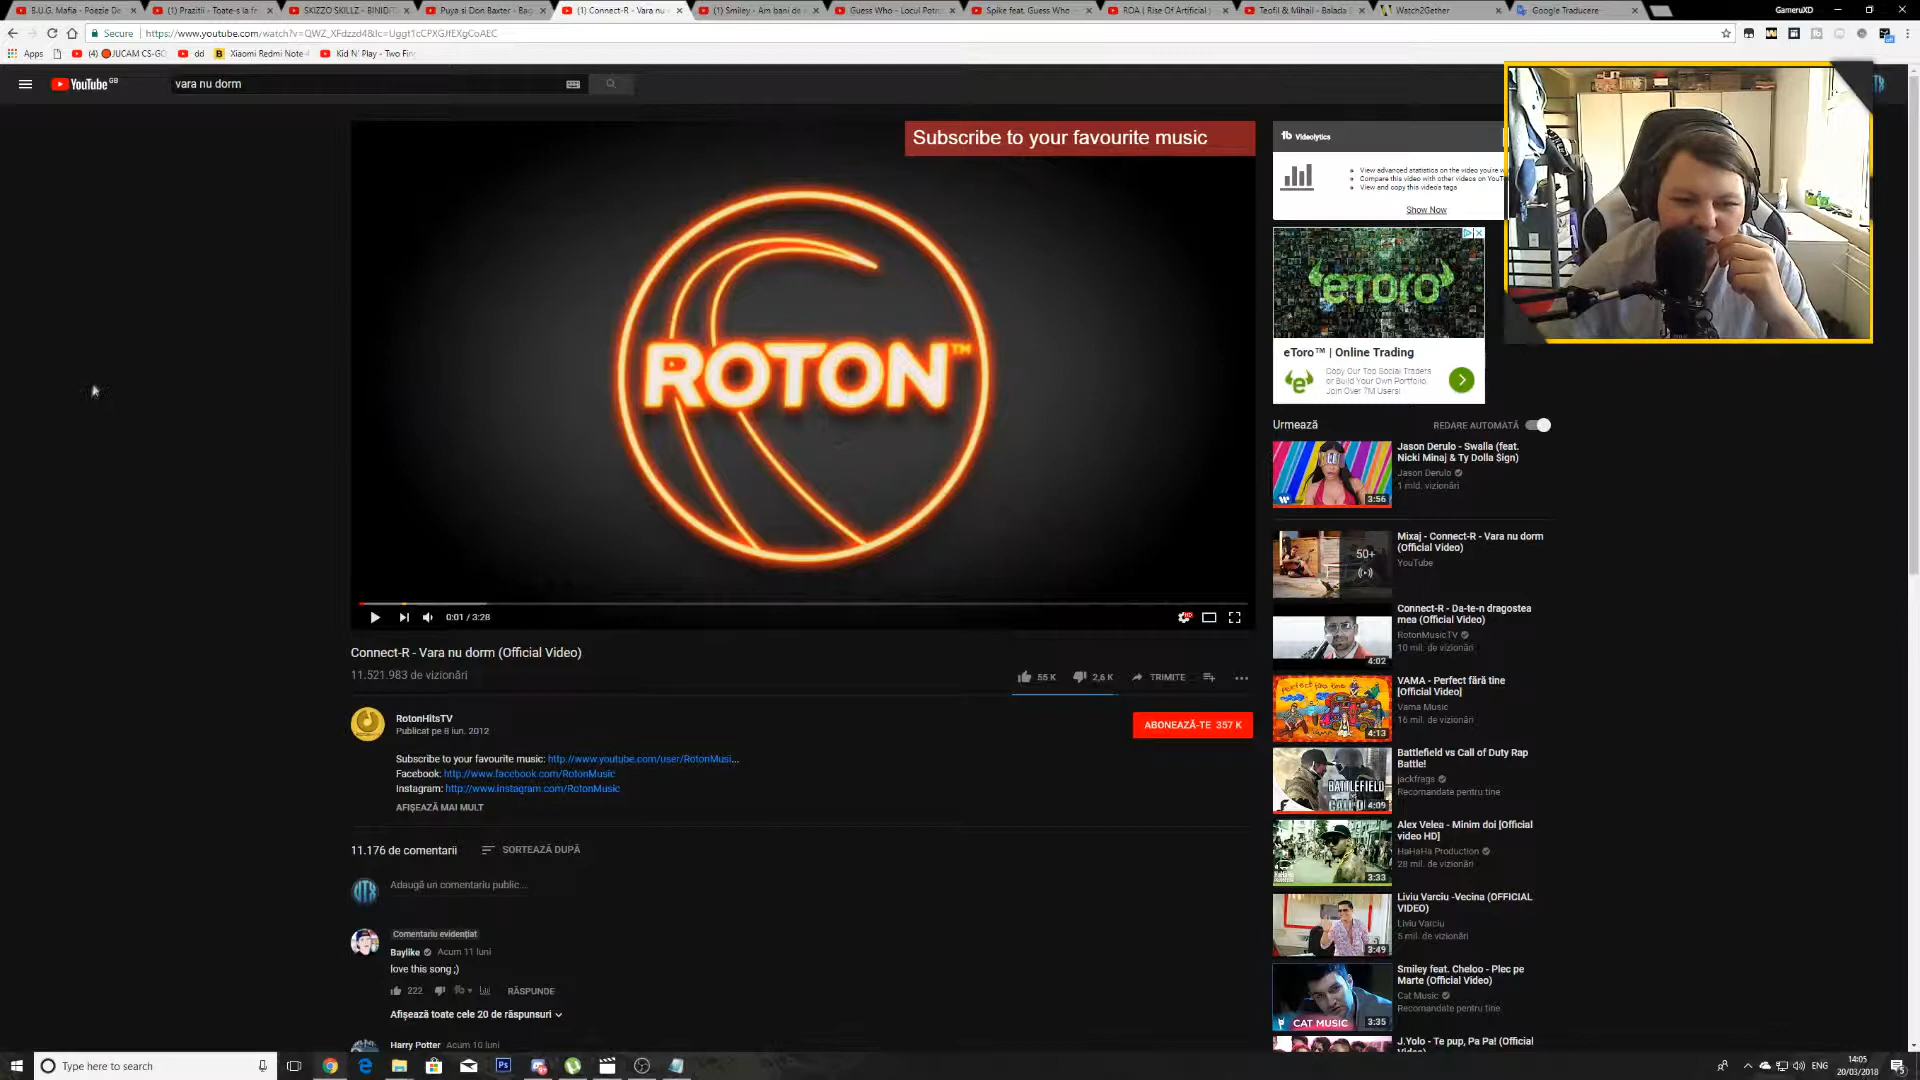 B.U.G. Mafia - Poezie De
(1) Prazitii - Toate-s la fr
SKIZZO SKILLZ - BINIDIT
Puya si Don Baxter - Bag
(1) Connect-R - Vara nu
(1) Smiley - Am bani de
Guess Who - Locul Potri
Spike feat. Guess Who -
ROA ( Rise Of Artificial )
Teofil & Mihail - Balada
Watch2Gether
Google Traducere
GameruXD
Secure
https://www.youtube.com/watch?v=QWZ_XFdzzd4&lc=Uggt1cCPXGJfEXgCoAEC
Apps
(4) JUCAM CS-GO
dd
Xiaomi Redmi Note
Kid N' Play - Two Fin
YouTube GB
vara nu dorm
Subscribe to your favourite music
ROTON™
0:01 / 3:28
Connect-R - Vara nu dorm (Official Video)
11.521.983 de vizionări
55 K
2,6 K
TRIMITE
RotonHitsTV
Publicat pe 8 iun. 2012
ABONEAZĂ-TE 357 K
Subscribe to your favourite music: http://www.youtube.com/user/RotonMusi...
Facebook: http://www.facebook.com/RotonMusic
Instagram: http://www.instagram.com/RotonMusic
AFIȘEAZĂ MAI MULT
11.176 de comentarii
SORTEAZĂ DUPĂ
Adaugă un comentariu public...
Comentariu evidențiat
Baylike
Acum 11 luni
love this song ;)
222
RĂSPUNDE
Afișează toate cele 20 de răspunsuri
Harry Potter Acum 10 luni
Videolytics
View advanced statistics on the video you're w
Compare this video with other videos on YouT
View and copy this video's tags
Show Now
eToro
eToro™ | Online Trading
Copy Our Top Social Traders
or Build Your Own Portfolio.
Join Over 7M Users!
Urmează
REDARE AUTOMATĂ
Jason Derulo - Swalla (feat.
Nicki Minaj & Ty Dolla $ign)
Jason Derulo
1 mld. vizionări
3:56
Mixaj - Connect-R - Vara nu dorm
(Official Video)
YouTube
50+
Connect-R - Da-te-n dragostea
mea (Official Video)
RotonMusicTV
10 mil. de vizionări
4:02
VAMA - Perfect fără tine
[Official Video]
Vama Music
16 mil. de vizionări
4:13
Battlefield vs Call of Duty Rap
Battle!
jackfrags
Recomandate pentru tine
BATTLEFIELD
4:09
Alex Velea - Minim doi [Official
video HD]
HaHaHa Production
28 mil. de vizionări
3:33
Liviu Varciu -Vecina (OFFICIAL
VIDEO)
Liviu Varciu
5 mil. de vizionări
3:49
Smiley feat. Cheloo - Plec pe
Marte (Official Video)
Cat Music
Recomandate pentru tine
CAT MUSIC
3:35
J.Yolo - Te pup, Pa Pa! (Official
Video)
Type here to search
Ps
ENG
14:05
20/03/2018